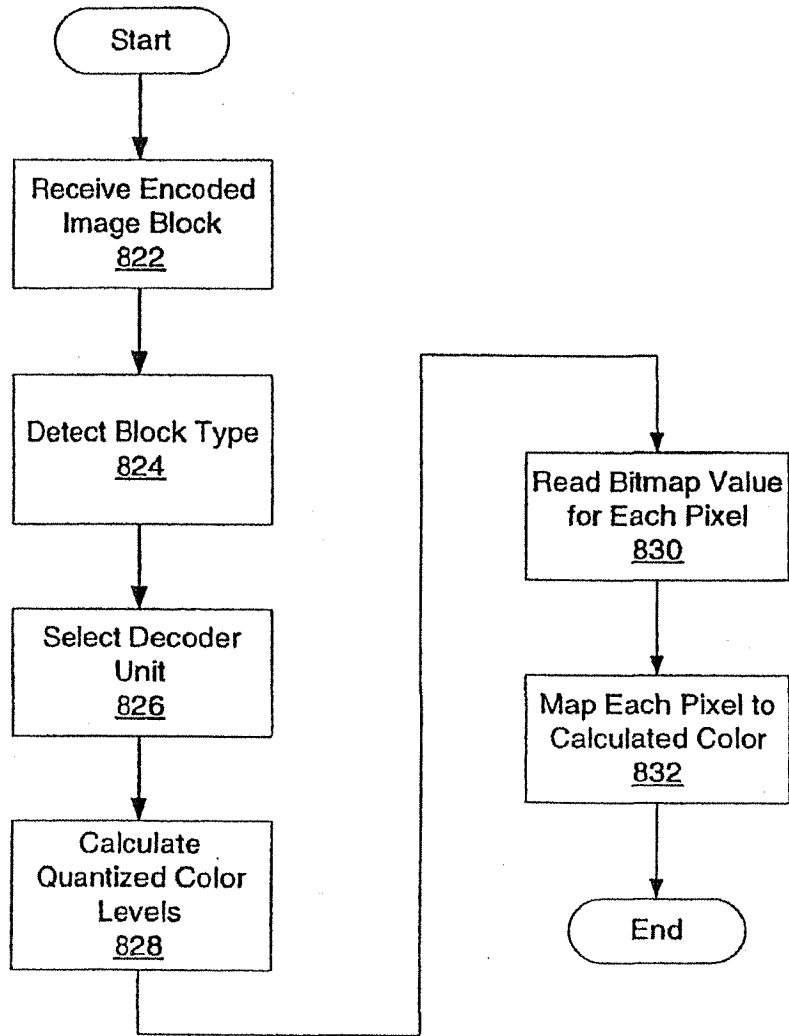 Start
Receive Encoded
Image Block
822
Detect Block Type
824
Select Decoder
Unit
826
Calculate
Quantized Color
Levels
828
Read Bitmap Value
for Each Pixel
830
Map Each Pixel to
Calculated Color
832
End